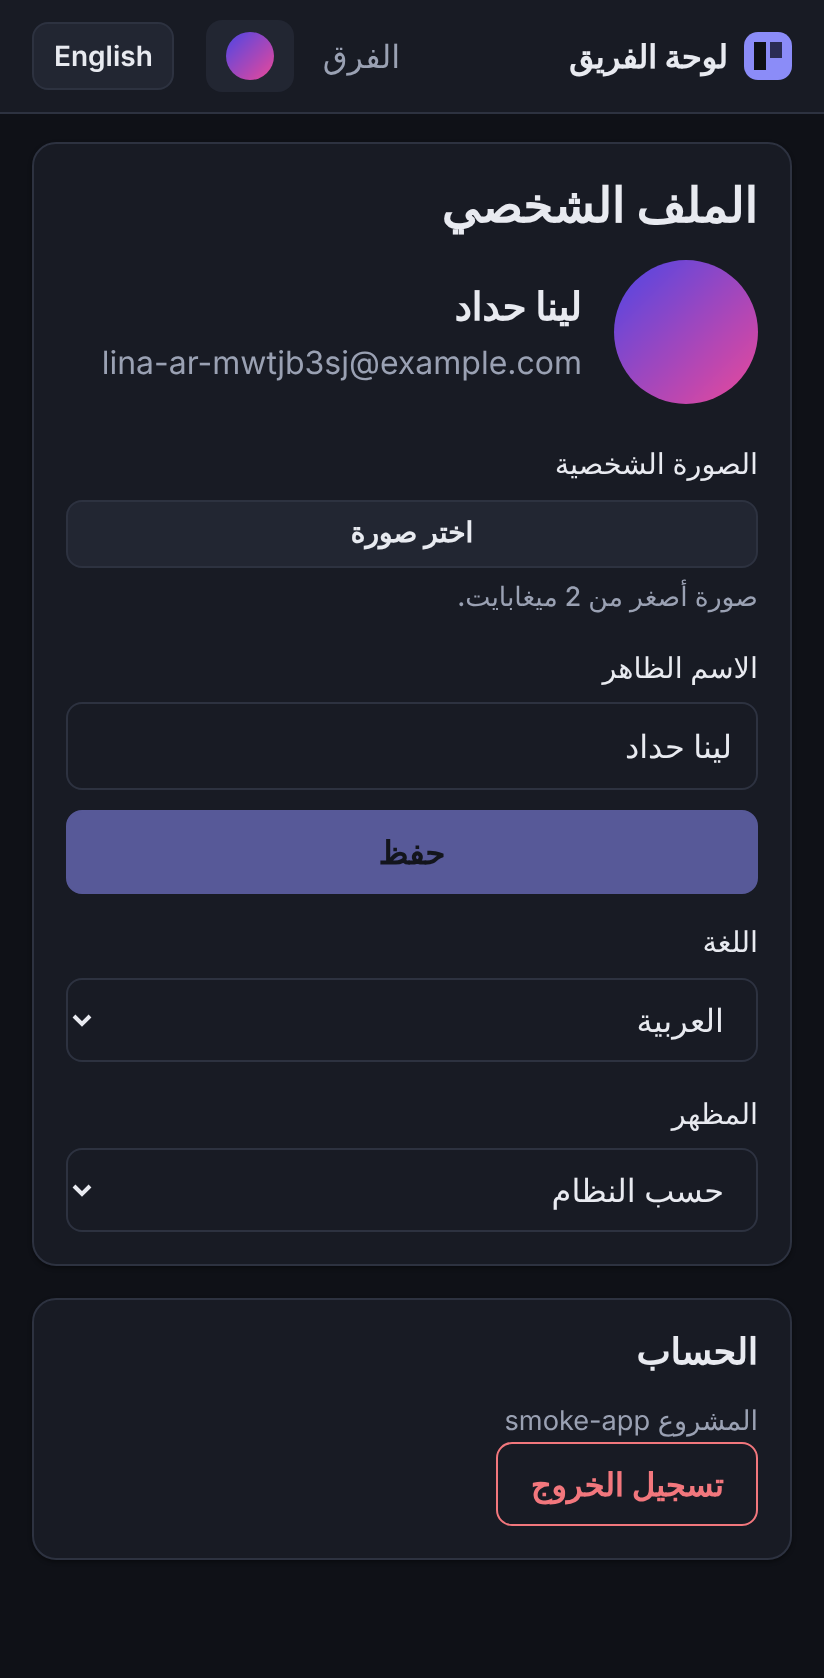 لوحة الفريق
الفرق
English
الملف الشخصي
لينا حداد
lina-ar-mwtjb3sj@example.com
الصورة الشخصية
اختر صورة
صورة أصغر من 2 ميغابايت.
الاسم الظاهر
لينا حداد
حفظ
اللغة
العربية
المظهر
حسب النظام
الحساب
المشروع smoke-app
تسجيل الخروج